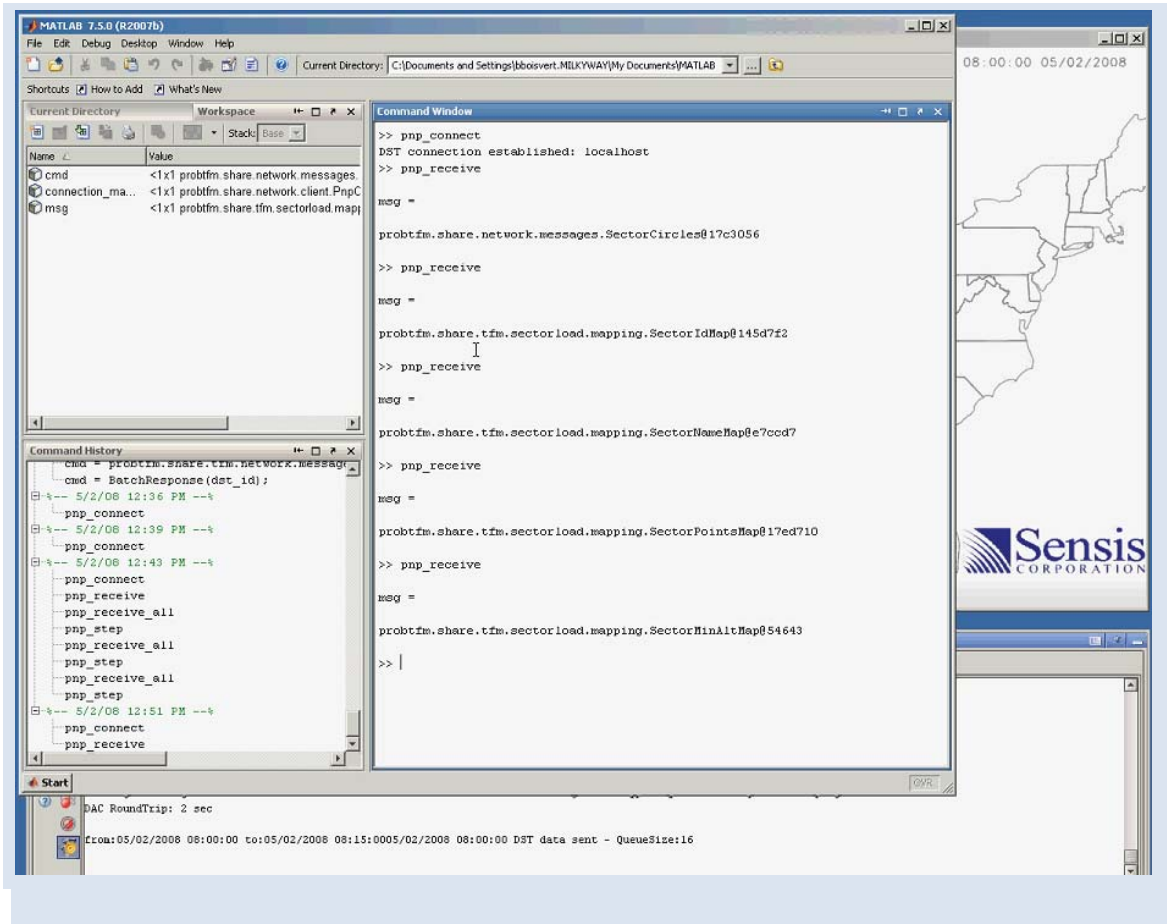 MATLAB 7.5.0 (R2007b)
File Edit Debug Desktop Window Help
Current Directory: C:\Documents and Settings\bboisvert.MILKYWAY\My Documents\MATLAB
Shortcuts How to Add What's New
Current Directory Workspace
Stack: Base
Name Value
cmd <1x1 probtfm.share.network.messages.
connection_ma... <1x1 probtfm.share.network.client.PnpC
msg <1x1 probtfm.share.tfm.sectorload.mapp
Command History
cmd = probtfm.share.tfm.network.message
cmd = BatchResponse(dst_id);
%-- 5/2/08 12:36 PM --%
pnp_connect
%-- 5/2/08 12:39 PM --%
pnp_connect
%-- 5/2/08 12:43 PM --%
pnp_connect
pnp_receive
pnp_receive_all
pnp_step
pnp_receive_all
pnp_step
pnp_receive_all
pnp_step
%-- 5/2/08 12:51 PM --%
pnp_connect
pnp_receive
Start
Command Window
>> pnp_connect
DST connection established: localhost
>> pnp_receive
msg =
probtfm.share.network.messages.SectorCircles@17c3056
>> pnp_receive
msg =
probtfm.share.tfm.sectorload.mapping.SectorIdMap@145d7f2
>> pnp_receive
msg =
probtfm.share.tfm.sectorload.mapping.SectorNameMap@e7ccd7
>> pnp_receive
msg =
probtfm.share.tfm.sectorload.mapping.SectorPointsMap@17ed710
>> pnp_receive
msg =
probtfm.share.tfm.sectorload.mapping.SectorMinAltMap@54643
>>
OVR
08:00:00 05/02/2008
Sensis
CORPORATION
DAC RoundTrip: 2 sec
from:05/02/2008 08:00:00 to:05/02/2008 08:15:0005/02/2008 08:00:00 DST data sent - QueueSize:16